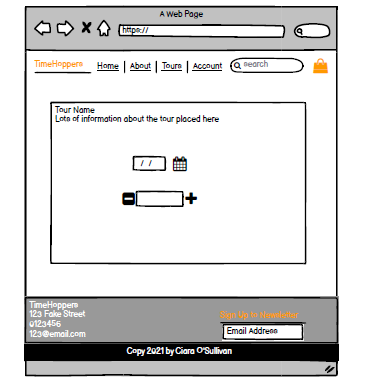 A Web Page
https://
TimeHoppers Home About Tours Account search
Tour Name
Lots of information about the tour placed here
/ /
TimeHoppers
123 Fake Street
0123456
123@email.com
Sign Up to Newsletter
Email Address
Copy 2021 by Ciara O'Sullivan